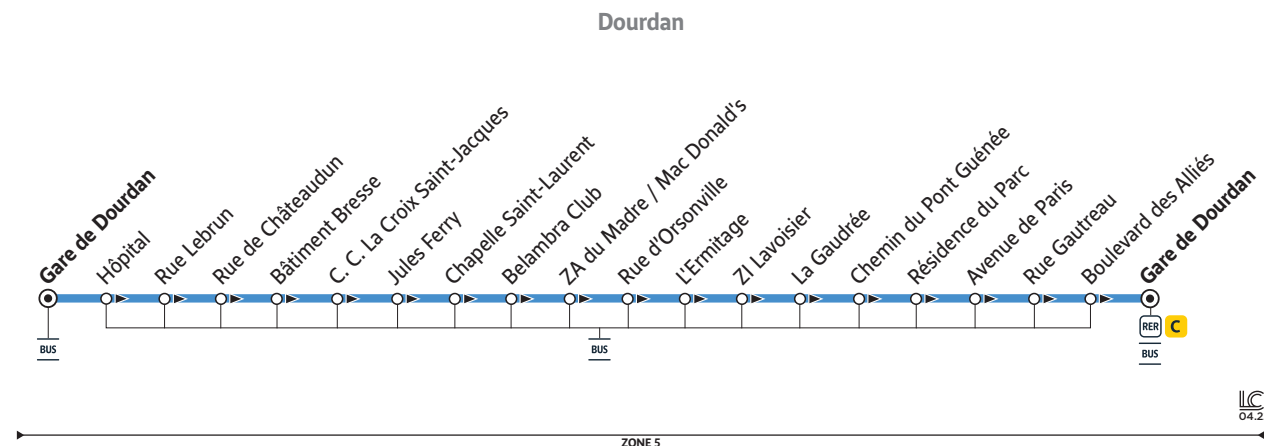 Dourdan
Gare de Dourdan
Hôpital
Rue Lebrun
Rue de Châteaudun
Bâtiment Bresse
C. C. La Croix Saint-Jacques
Jules Ferry
Chapelle Saint-Laurent
Belambra Club
ZA du Madre / Mac Donald's
Rue d'Orsonville
L'Ermitage
ZI Lavoisier
La Gaudrée
Chemin du Pont Guénée
Résidence du Parc
Avenue de Paris
Rue Gautreau
Boulevard des Alliés
Gare de Dourdan
BUS
BUS
RER C
BUS
LC
04.2
ZONE 5